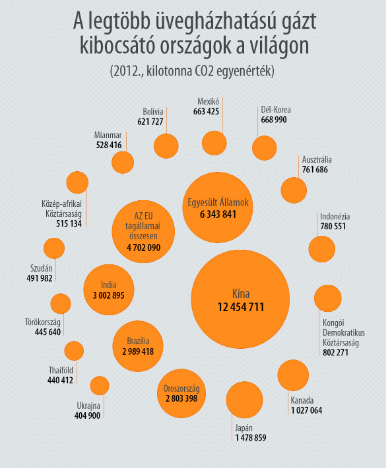 A legtöbb üvegházhatású gázt
kibocsátó országok a világon
(2012., kilotonna CO2 egyenérték)
Mexikó
663 425
Bolívia
621 727
Dél-Korea
668 990
Mianmar
528 416
Ausztrália
761 686
Közép-afrikai
Köztársaság
515 134
AZ EU
tagállamai
összesen
4 702 090
Egyesült Államok
6 343 841
Indonézia
780 551
Szudán
491 982
India
3 002 895
Kína
12 454 711
Kongói
Demokratikus
Köztársaság
802 271
Törökország
445 640
Brazília
2 989 418
Thaiföld
440 412
Oroszország
2 803 398
Kanada
1 027 064
Ukrajna
404 900
Japán
1 478 859